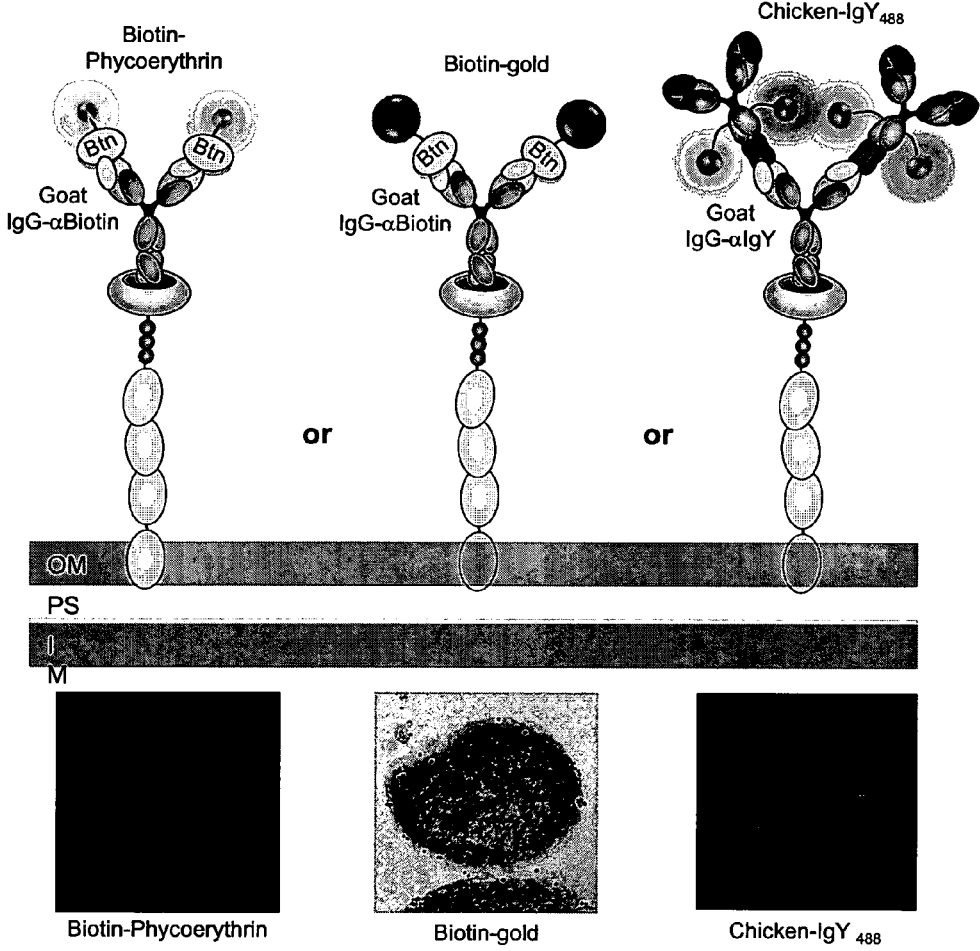 Biotin-
Phycoerythrin
Biotin-gold
Chicken-IgY488
Btn
Btn
Btn
Btn
Goat
IgG-αBiotin
Goat
IgG-αBiotin
Goat
IgG-αIgY
or
or
OM
PS
I
M
Biotin-Phycoerythrin
Biotin-gold
Chicken-IgY 488